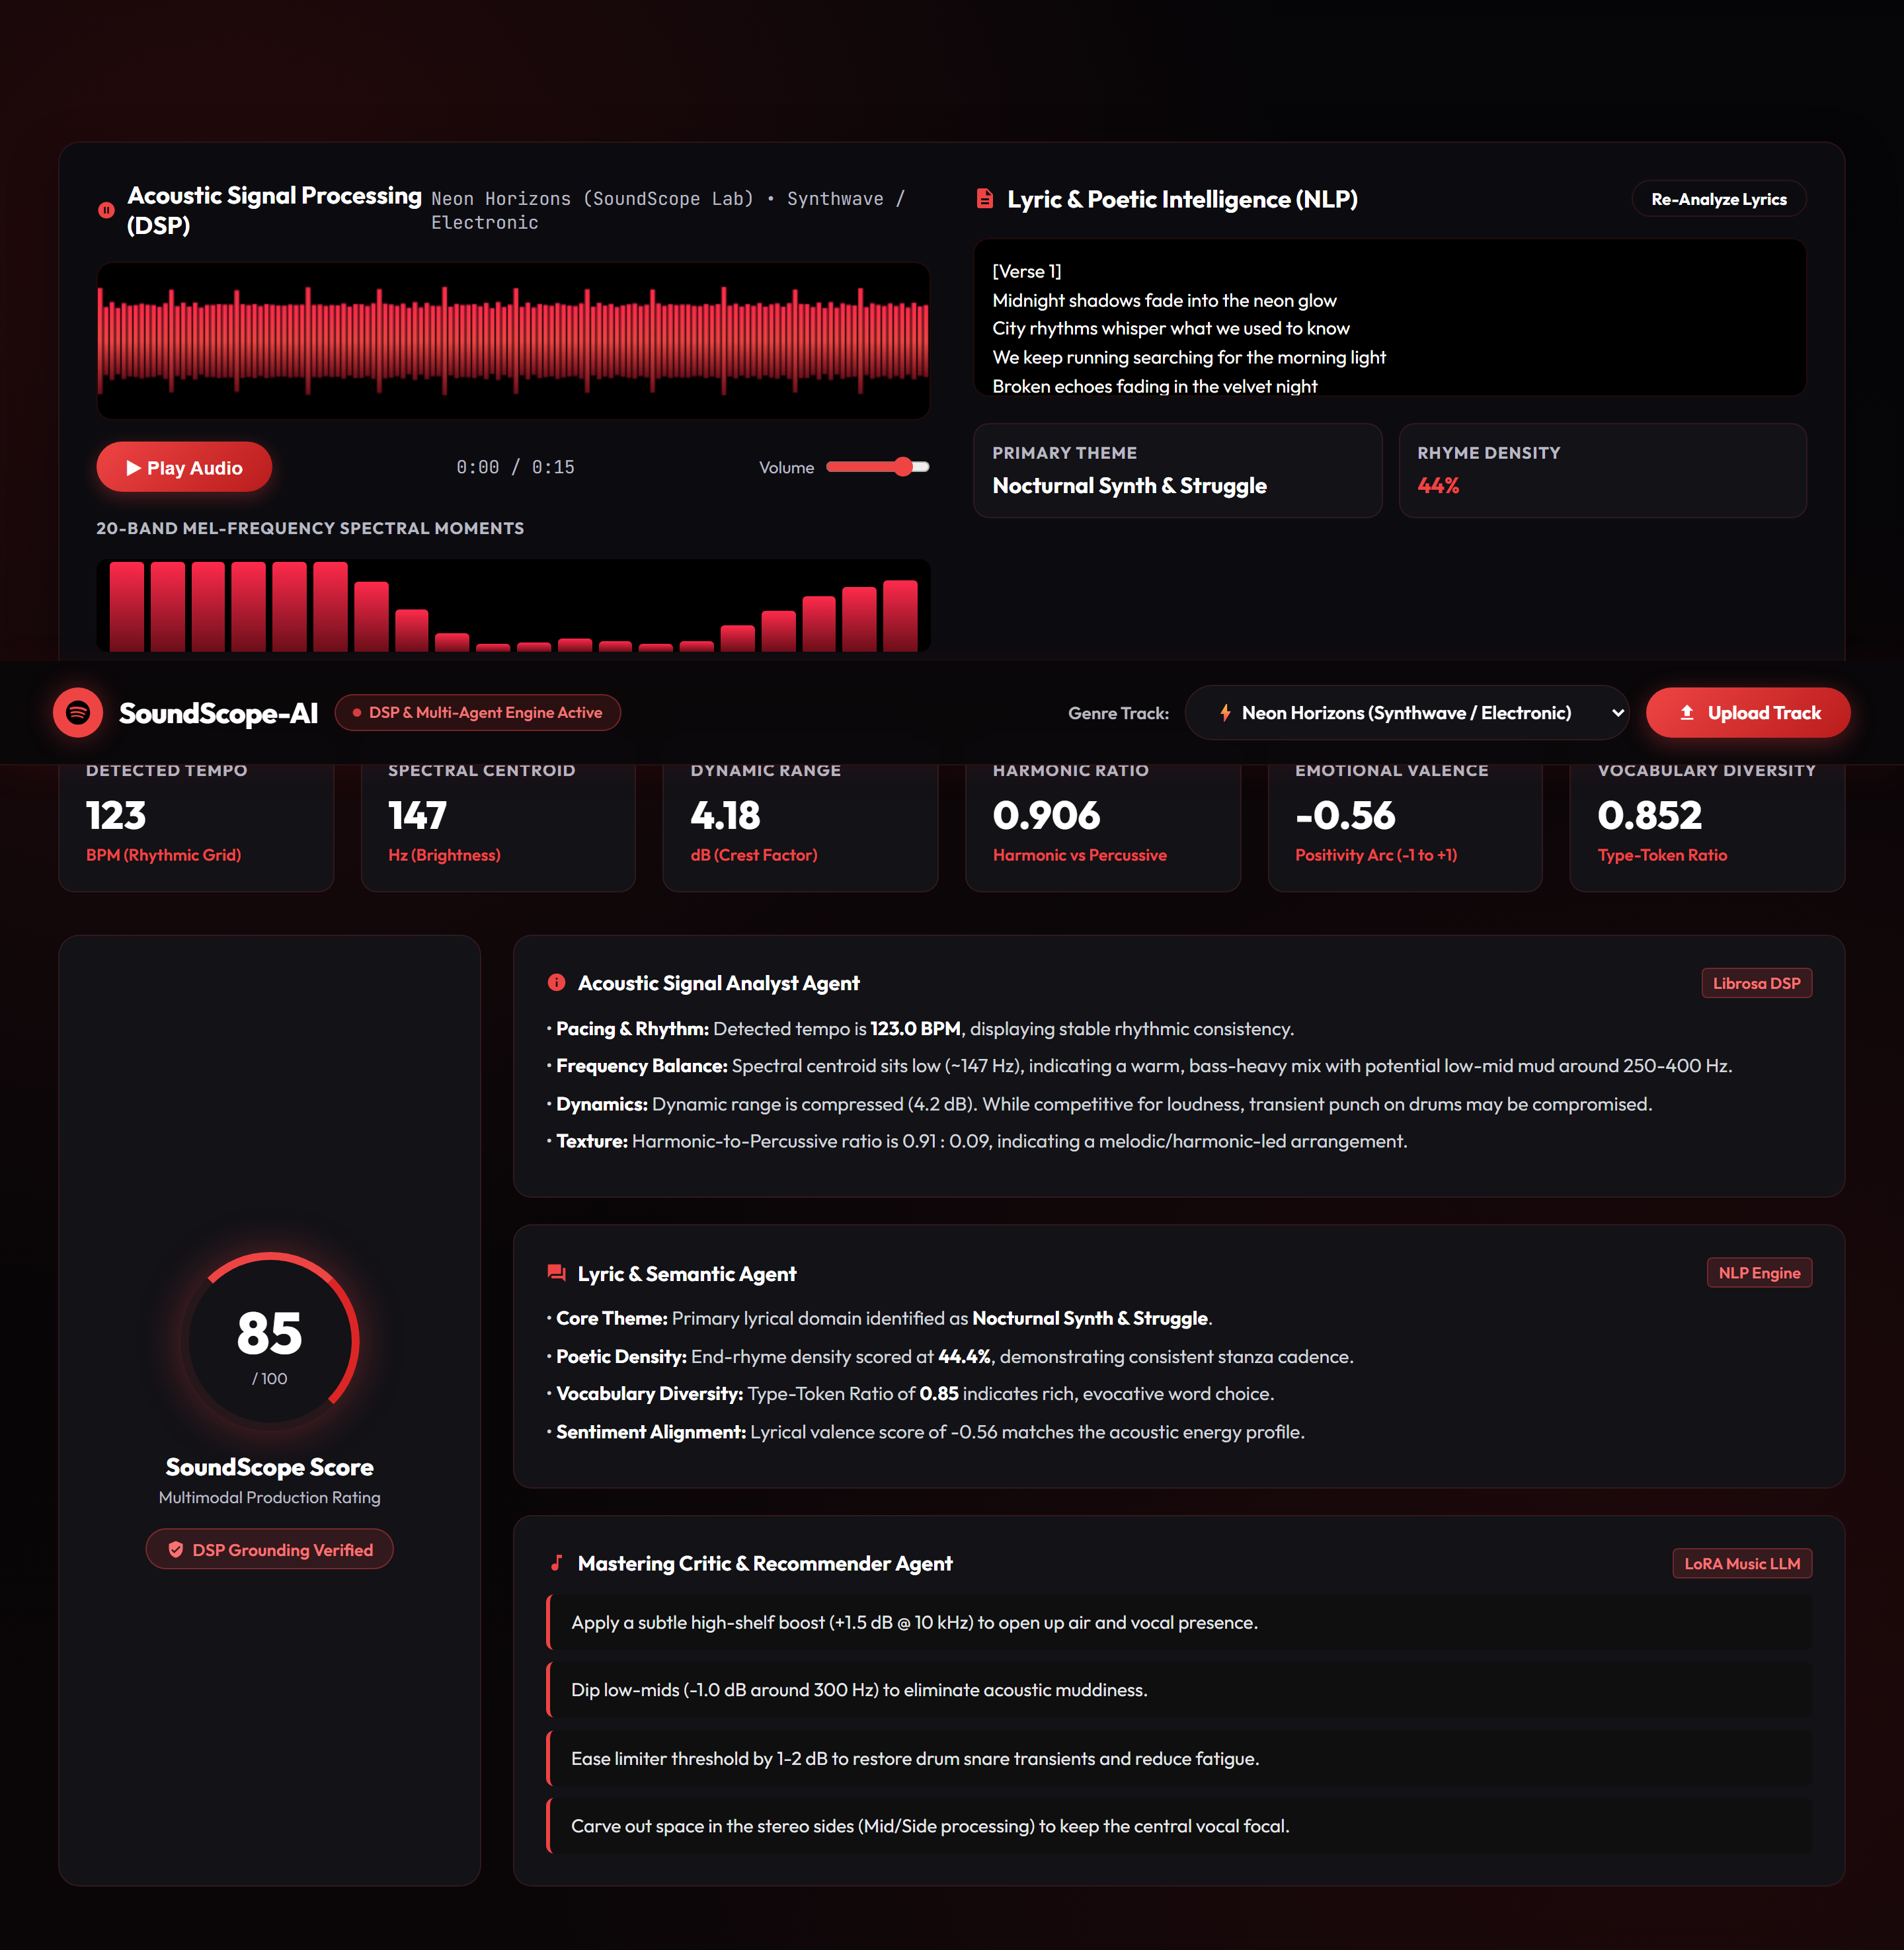 Acoustic Signal Processing
(DSP)
Neon Horizons (SoundScope Lab) • Synthwave /
Electronic
▶ Play Audio
0:00 / 0:15
Volume
20-BAND MEL-FREQUENCY SPECTRAL MOMENTS
Lyric & Poetic Intelligence (NLP)
Re-Analyze Lyrics
[Verse 1]
Midnight shadows fade into the neon glow
City rhythms whisper what we used to know
We keep running searching for the morning light
Broken echoes fading in the velvet night
PRIMARY THEME
Nocturnal Synth & Struggle
RHYME DENSITY
44%
SoundScope-AI
DSP & Multi-Agent Engine Active
Genre Track:
Neon Horizons (Synthwave / Electronic)
Upload Track
DETECTED TEMPO
123
BPM (Rhythmic Grid)
SPECTRAL CENTROID
147
Hz (Brightness)
DYNAMIC RANGE
4.18
dB (Crest Factor)
HARMONIC RATIO
0.906
Harmonic vs Percussive
EMOTIONAL VALENCE
-0.56
Positivity Arc (-1 to +1)
VOCABULARY DIVERSITY
0.852
Type-Token Ratio
85
/ 100
SoundScope Score
Multimodal Production Rating
DSP Grounding Verified
Acoustic Signal Analyst Agent
Librosa DSP
• Pacing & Rhythm: Detected tempo is 123.0 BPM, displaying stable rhythmic consistency.
• Frequency Balance: Spectral centroid sits low (~147 Hz), indicating a warm, bass-heavy mix with potential low-mid mud around 250-400 Hz.
• Dynamics: Dynamic range is compressed (4.2 dB). While competitive for loudness, transient punch on drums may be compromised.
• Texture: Harmonic-to-Percussive ratio is 0.91 : 0.09, indicating a melodic/harmonic-led arrangement.
Lyric & Semantic Agent
NLP Engine
• Core Theme: Primary lyrical domain identified as Nocturnal Synth & Struggle.
• Poetic Density: End-rhyme density scored at 44.4%, demonstrating consistent stanza cadence.
• Vocabulary Diversity: Type-Token Ratio of 0.85 indicates rich, evocative word choice.
• Sentiment Alignment: Lyrical valence score of -0.56 matches the acoustic energy profile.
Mastering Critic & Recommender Agent
LoRA Music LLM
Apply a subtle high-shelf boost (+1.5 dB @ 10 kHz) to open up air and vocal presence.
Dip low-mids (-1.0 dB around 300 Hz) to eliminate acoustic muddiness.
Ease limiter threshold by 1-2 dB to restore drum snare transients and reduce fatigue.
Carve out space in the stereo sides (Mid/Side processing) to keep the central vocal focal.